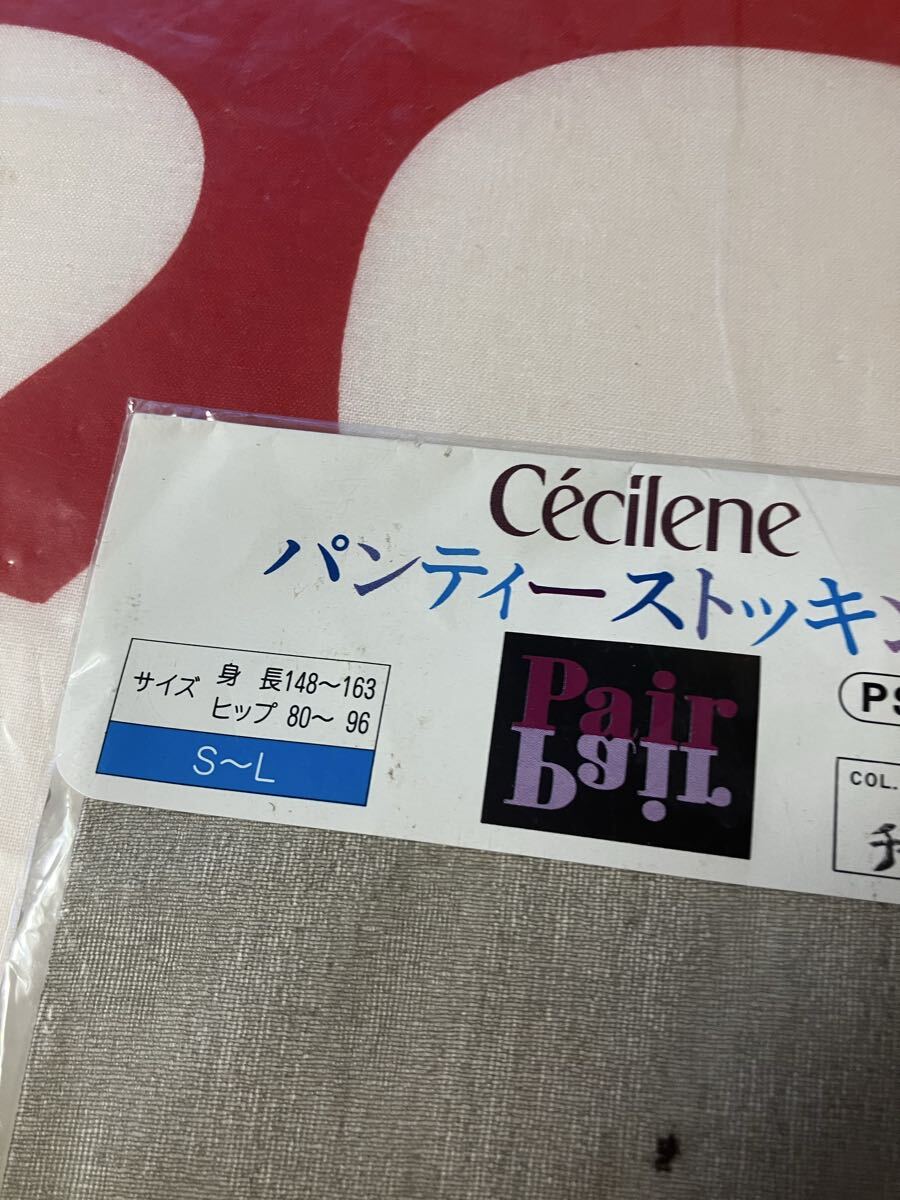 Cécilene
パンティーストッキン
サイズ 身 長148～163
ヒップ 80～ 96
S～L
Pair
Pair
PS
COL.